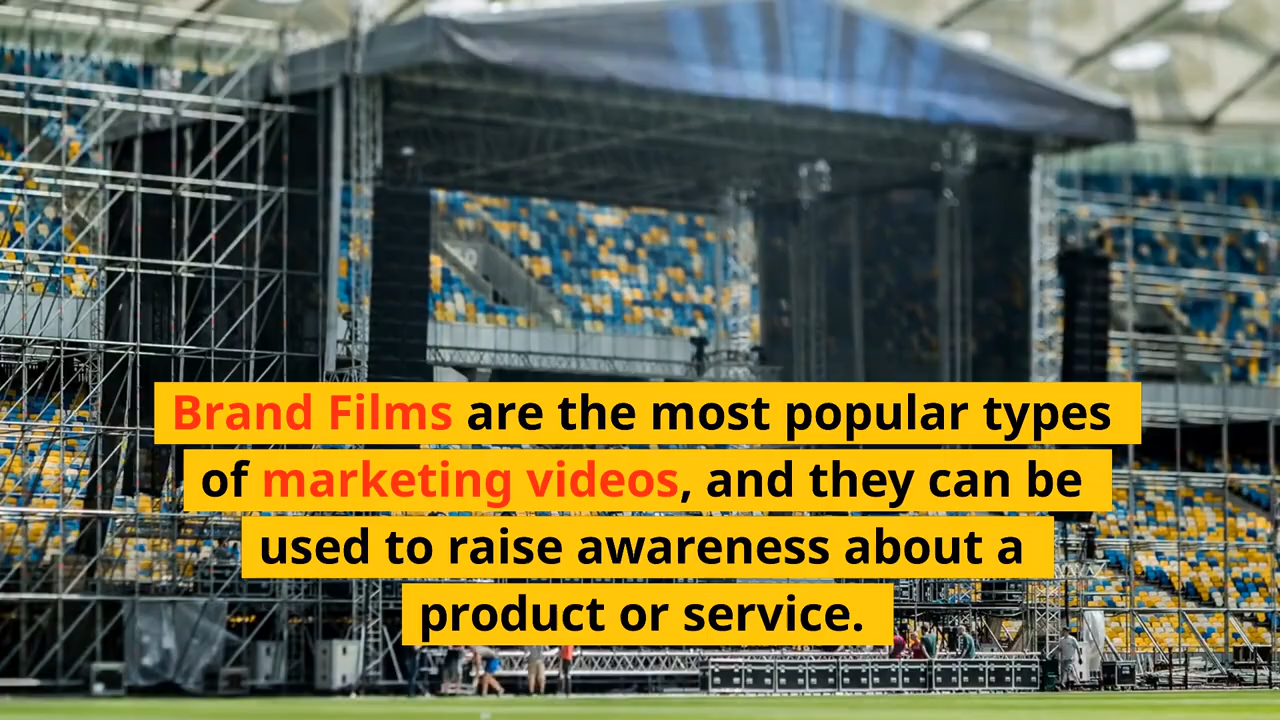 Brand Films are the most popular types
of marketing videos, and they can be
used to raise awareness about a
product or service.